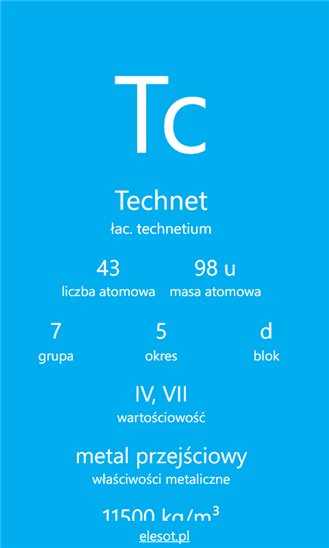 Tc
Technet
łac. technetium
43 98 u
liczba atomowa masa atomowa
7 5 d
grupa okres blok
IV, VII
wartościowość
metal przejściowy
właściwości metaliczne
11500 kg/m³
elesot.pl